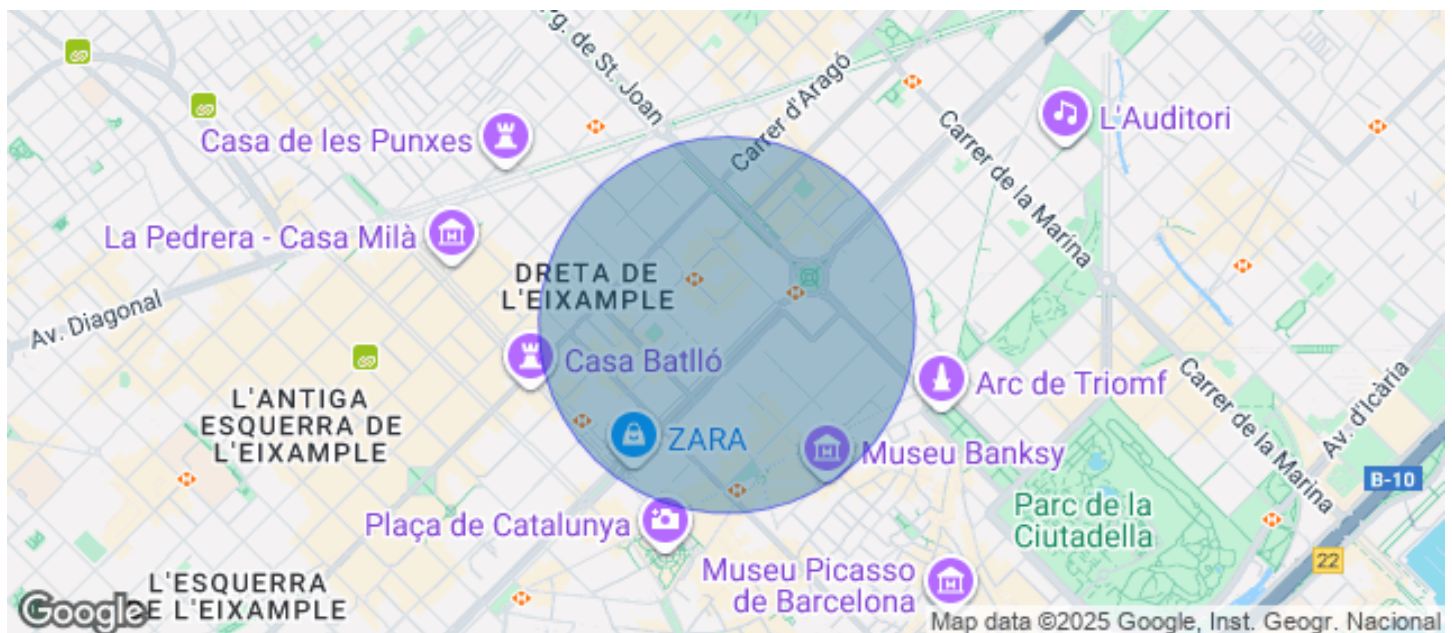 g. de St. Joan
Carrer d'Aragó
Casa de les Punxes
L'Auditori
Carrer de la Marina
La Pedrera - Casa Milà
DRETA DE
L'EIXAMPLE
Av. Diagonal
Casa Batlló
Arc de Triomf
L'ANTIGA
ESQUERRA DE
L'EIXAMPLE
Carrer de la Marina
Av. d'Icària
ZARA
Museu Banksy
B-10
Plaça de Catalunya
Parc de la
Ciutadella
22
L'ESQUERRA
DE L'EIXAMPLE
Museu Picasso
de Barcelona
Google
Map data ©2025 Google, Inst. Geogr. Nacional